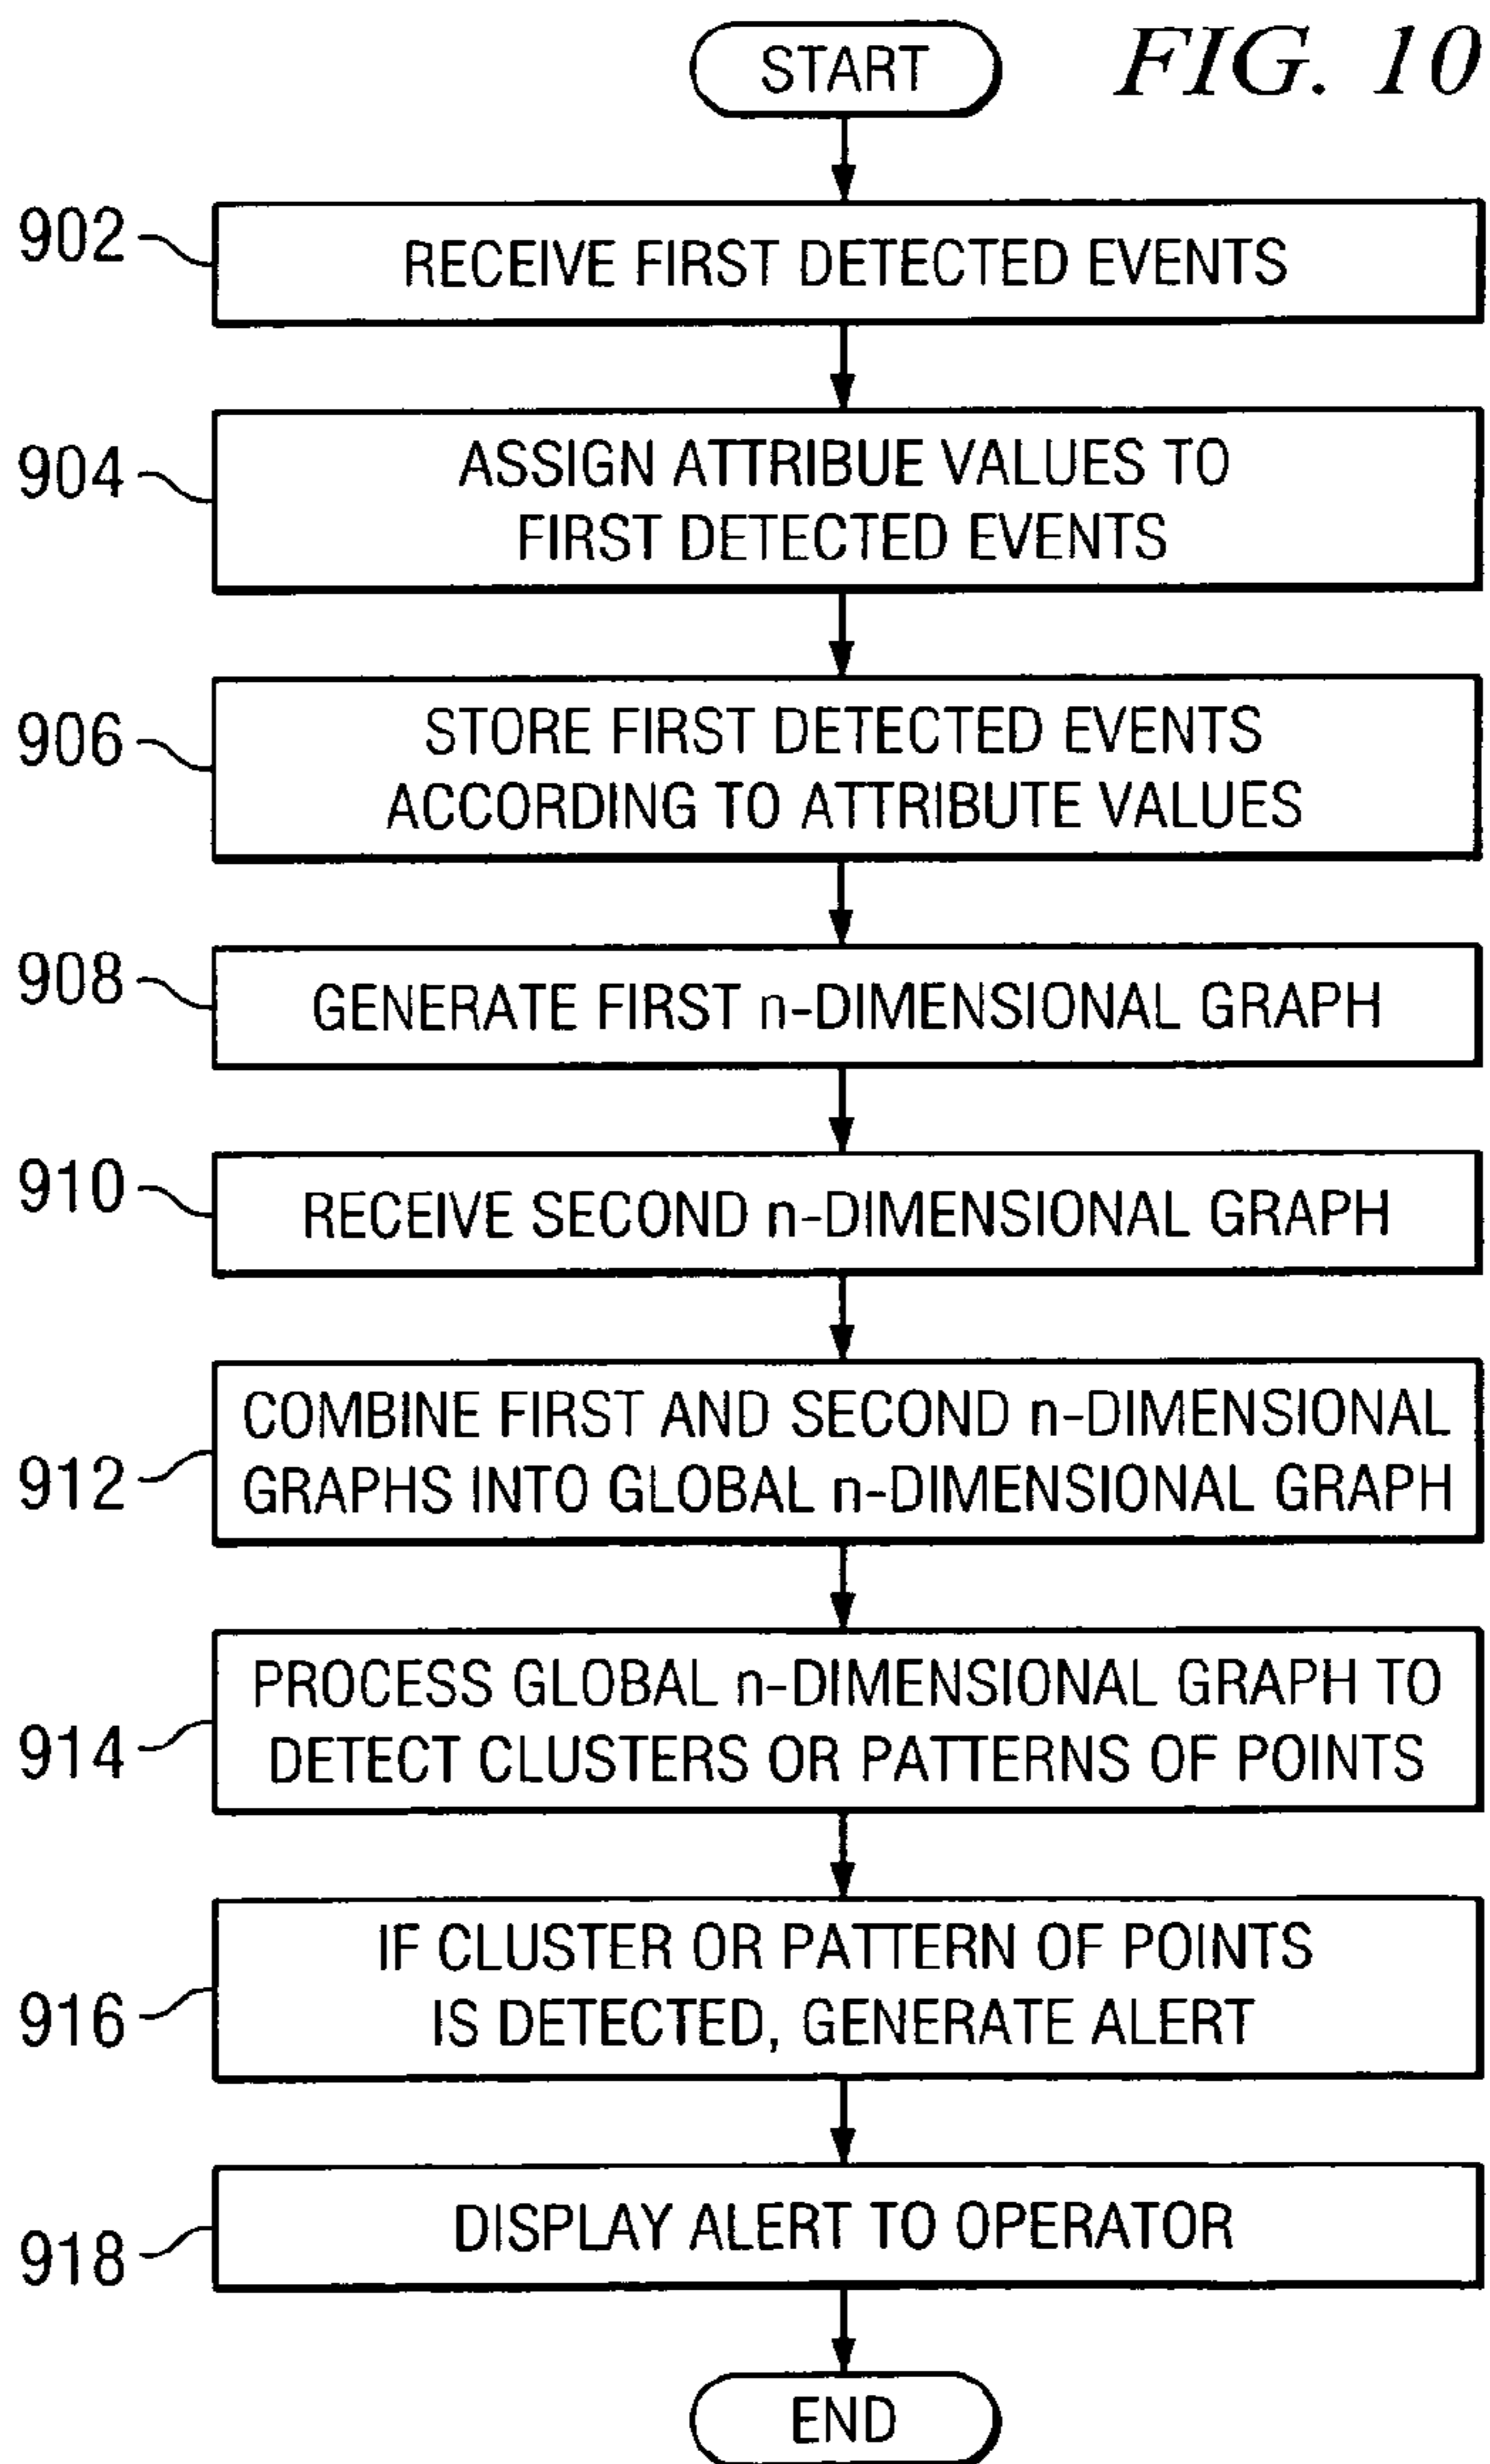 START
FIG. 10
902
RECEIVE FIRST DETECTED EVENTS
904
ASSIGN ATTRIBUE VALUES TO
FIRST DETECTED EVENTS
906
STORE FIRST DETECTED EVENTS
ACCORDING TO ATTRIBUTE VALUES
908
GENERATE FIRST n-DIMENSIONAL GRAPH
910
RECEIVE SECOND n-DIMENSIONAL GRAPH
912
COMBINE FIRST AND SECOND n-DIMENSIONAL
GRAPHS INTO GLOBAL n-DIMENSIONAL GRAPH
914
PROCESS GLOBAL n-DIMENSIONAL GRAPH TO
DETECT CLUSTERS OR PATTERNS OF POINTS
916
IF CLUSTER OR PATTERN OF POINTS
IS DETECTED, GENERATE ALERT
918
DISPLAY ALERT TO OPERATOR
END